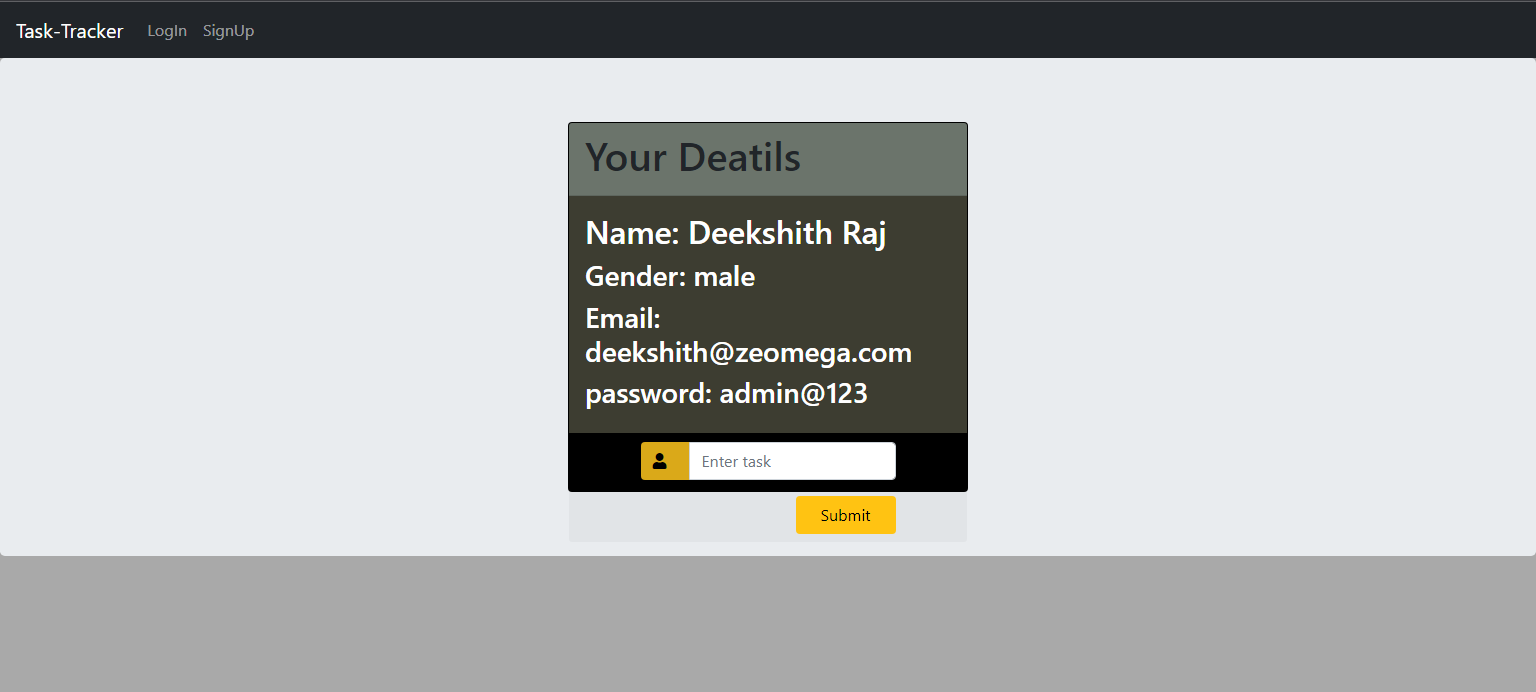 Task-Tracker LogIn SignUp
Your Deatils
Name: Deekshith Raj
Gender: male
Email:
deekshith@zeomega.com
password: admin@123
Enter task
Submit